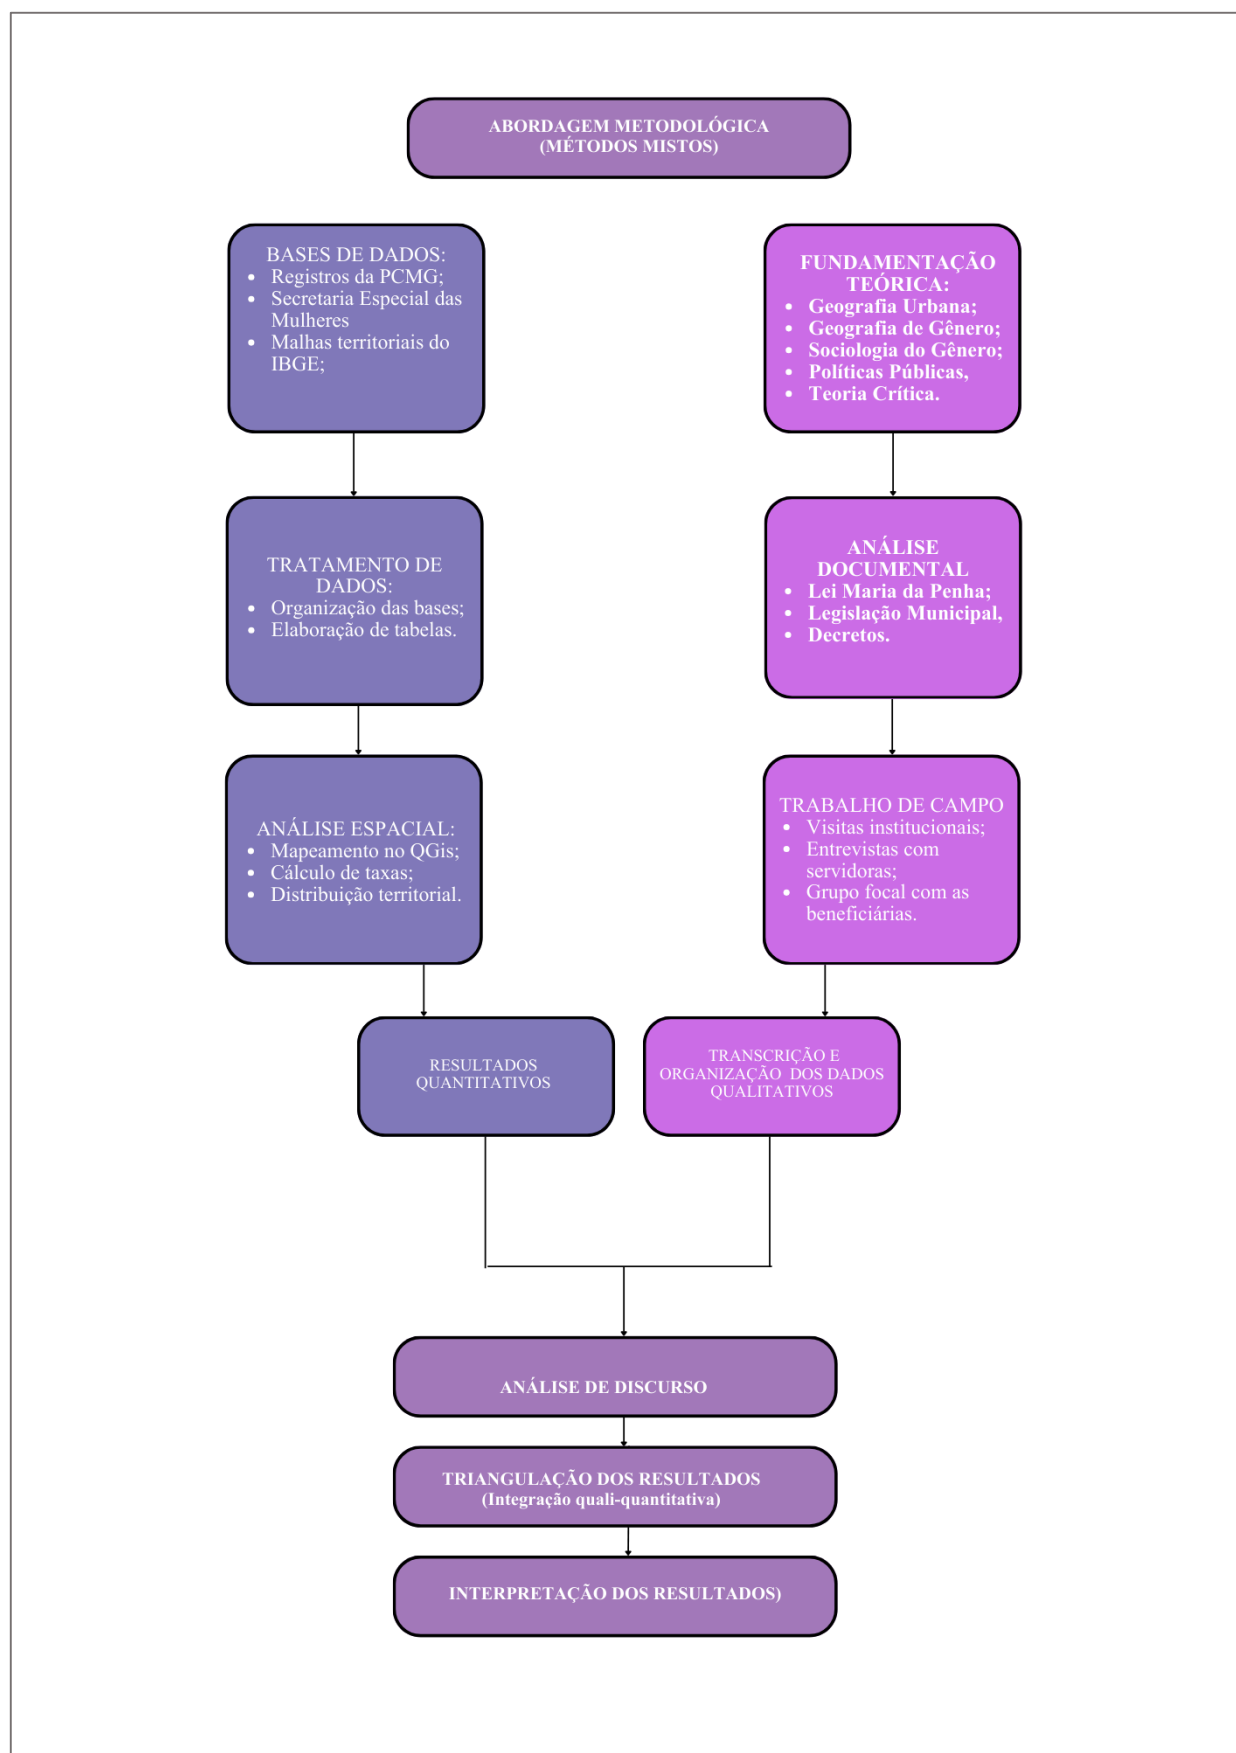 ABORDAGEM METODOLÓGICA
(MÉTODOS MISTOS)
BASES DE DADOS:
• Registros da PCMG;
• Secretaria Especial das
Mulheres
• Malhas territoriais do
IBGE;
FUNDAMENTAÇÃO
TEÓRICA:
• Geografia Urbana;
• Geografia de Gênero;
• Sociologia do Gênero;
• Políticas Públicas,
• Teoria Crítica.
TRATAMENTO DE
DADOS:
• Organização das bases;
• Elaboração de tabelas.
ANÁLISE
DOCUMENTAL
• Lei Maria da Penha;
• Legislação Municipal,
• Decretos.
ANÁLISE ESPACIAL:
• Mapeamento no QGis;
• Cálculo de taxas;
• Distribuição territorial.
TRABALHO DE CAMPO
• Visitas institucionais;
• Entrevistas com
servidoras;
• Grupo focal com as
beneficiárias.
RESULTADOS
QUANTITATIVOS
TRANSCRIÇÃO E
ORGANIZAÇÃO DOS DADOS
QUALITATIVOS
ANÁLISE DE DISCURSO
TRIANGULAÇÃO DOS RESULTADOS
(Integração quali-quantitativa)
INTERPRETAÇÃO DOS RESULTADOS)